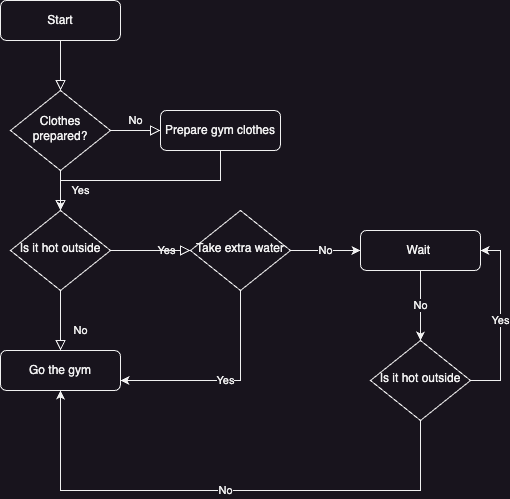 Start
Clothes
prepared?
No
Prepare gym clothes
Yes
Is it hot outside
Yes
Take extra water
No
Wait
No
Yes
No
Go the gym
Yes
Is it hot outside
No